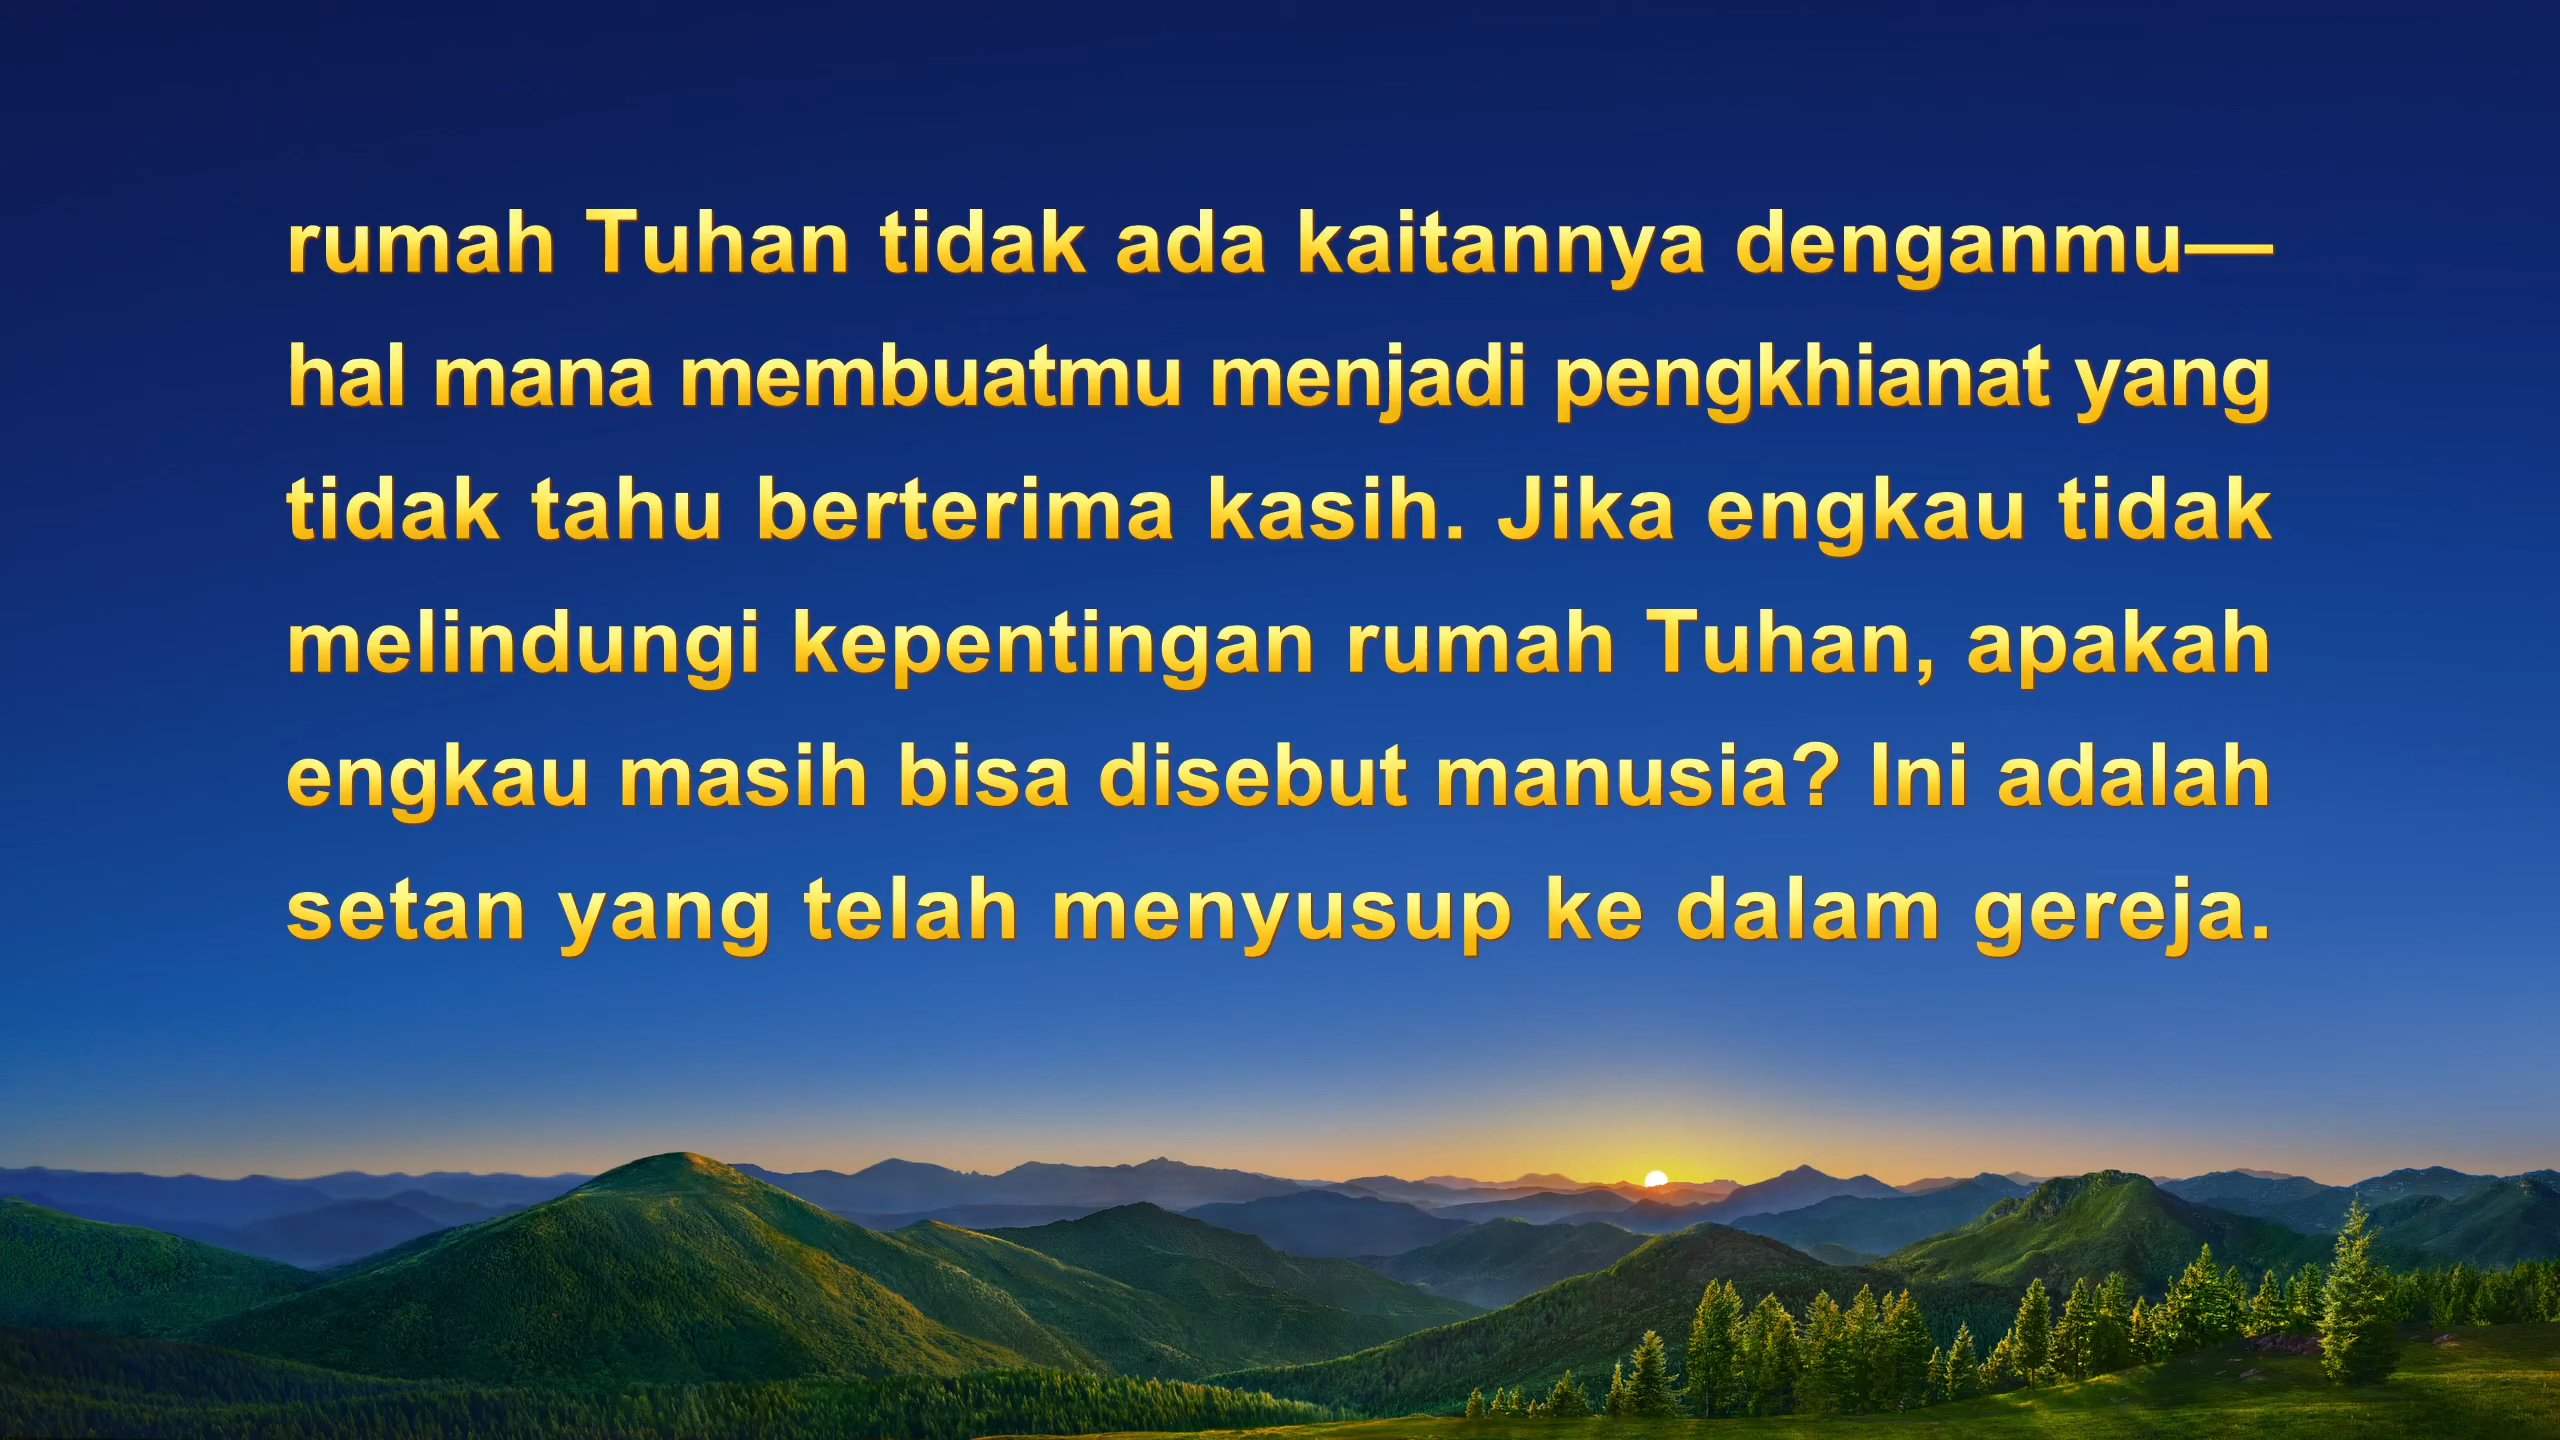 rumah Tuhan tidak ada kaitannya denganmu—
hal mana membuatmu menjadi pengkhianat yang
tidak tahu berterima kasih. Jika engkau tidak
melindungi kepentingan rumah Tuhan, apakah
engkau masih bisa disebut manusia? Ini adalah
setan yang telah menyusup ke dalam gereja.